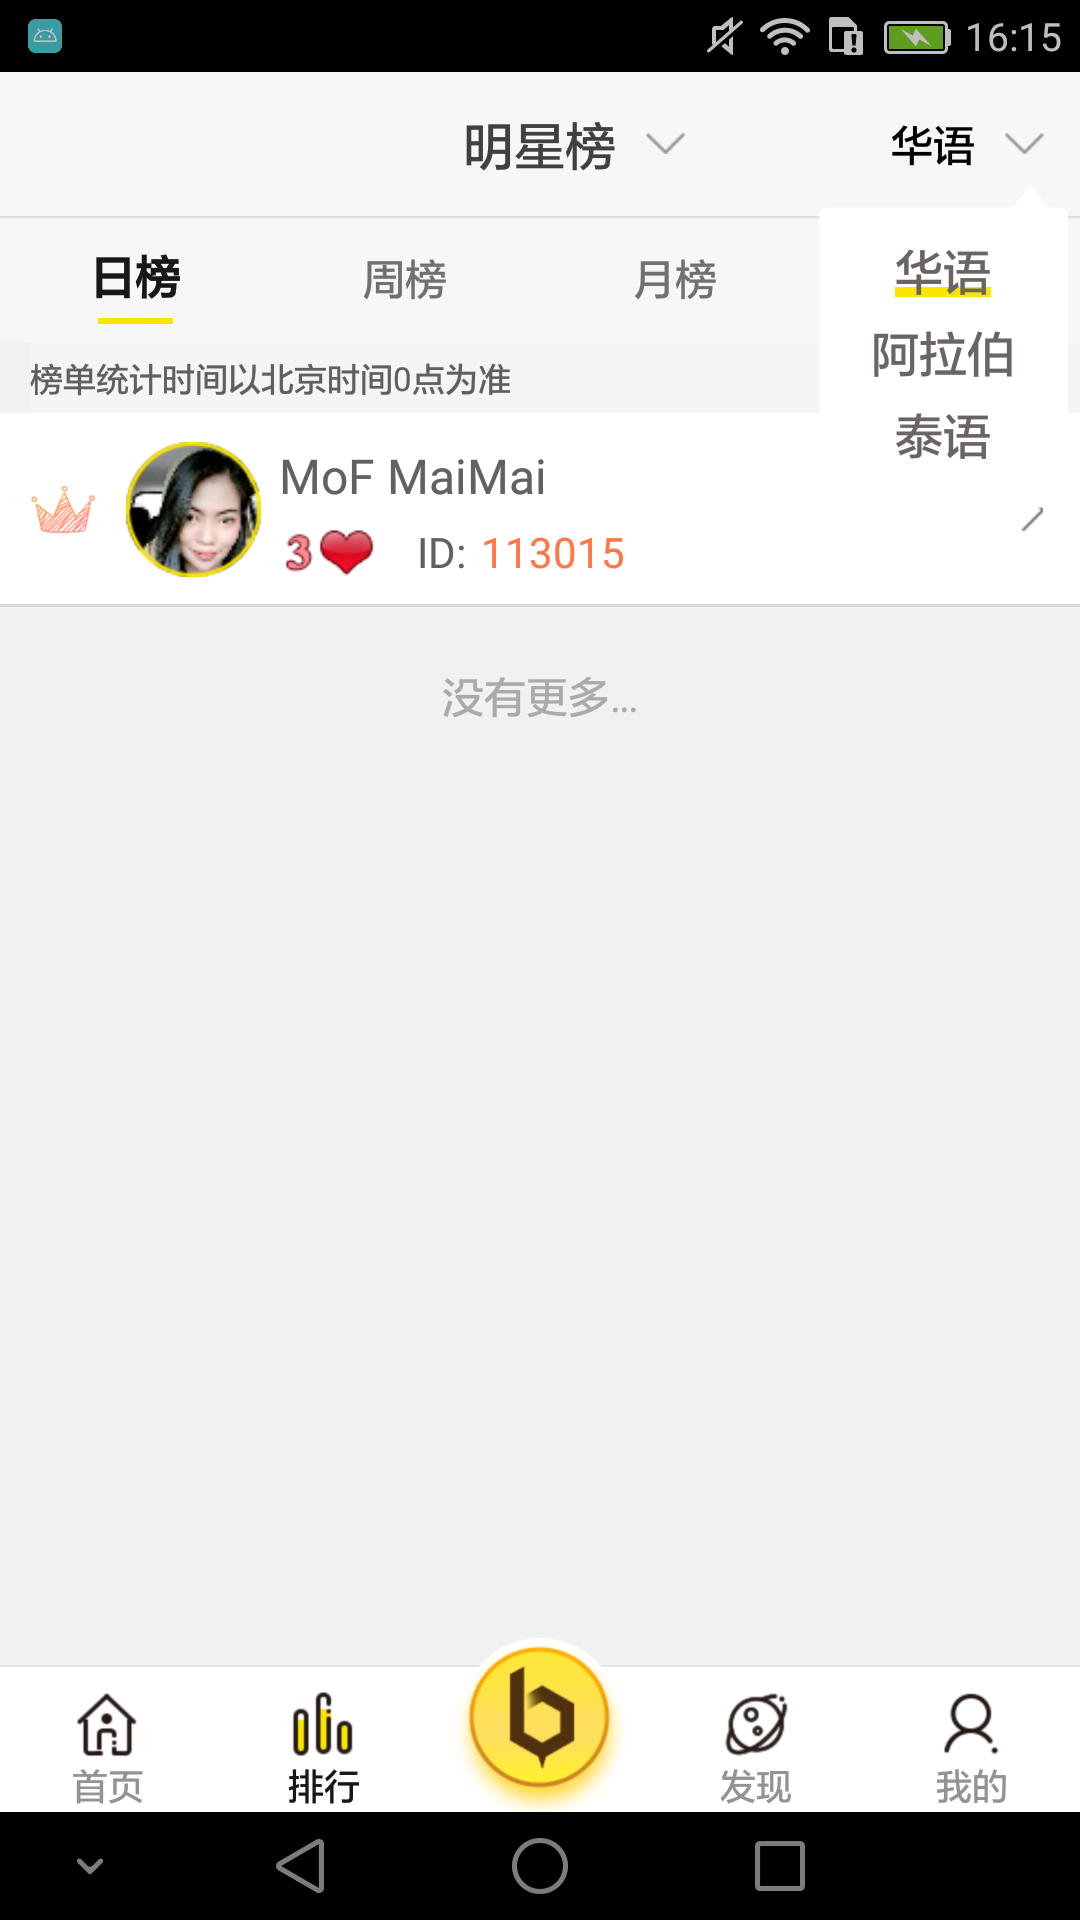 16:15
明星榜
华语
日榜
周榜
月榜
华语
阿拉伯
泰语
榜单统计时间以北京时间0点为准
MoF MaiMai
3 ID: 113015
没有更多...
首页
排行
发现
我的